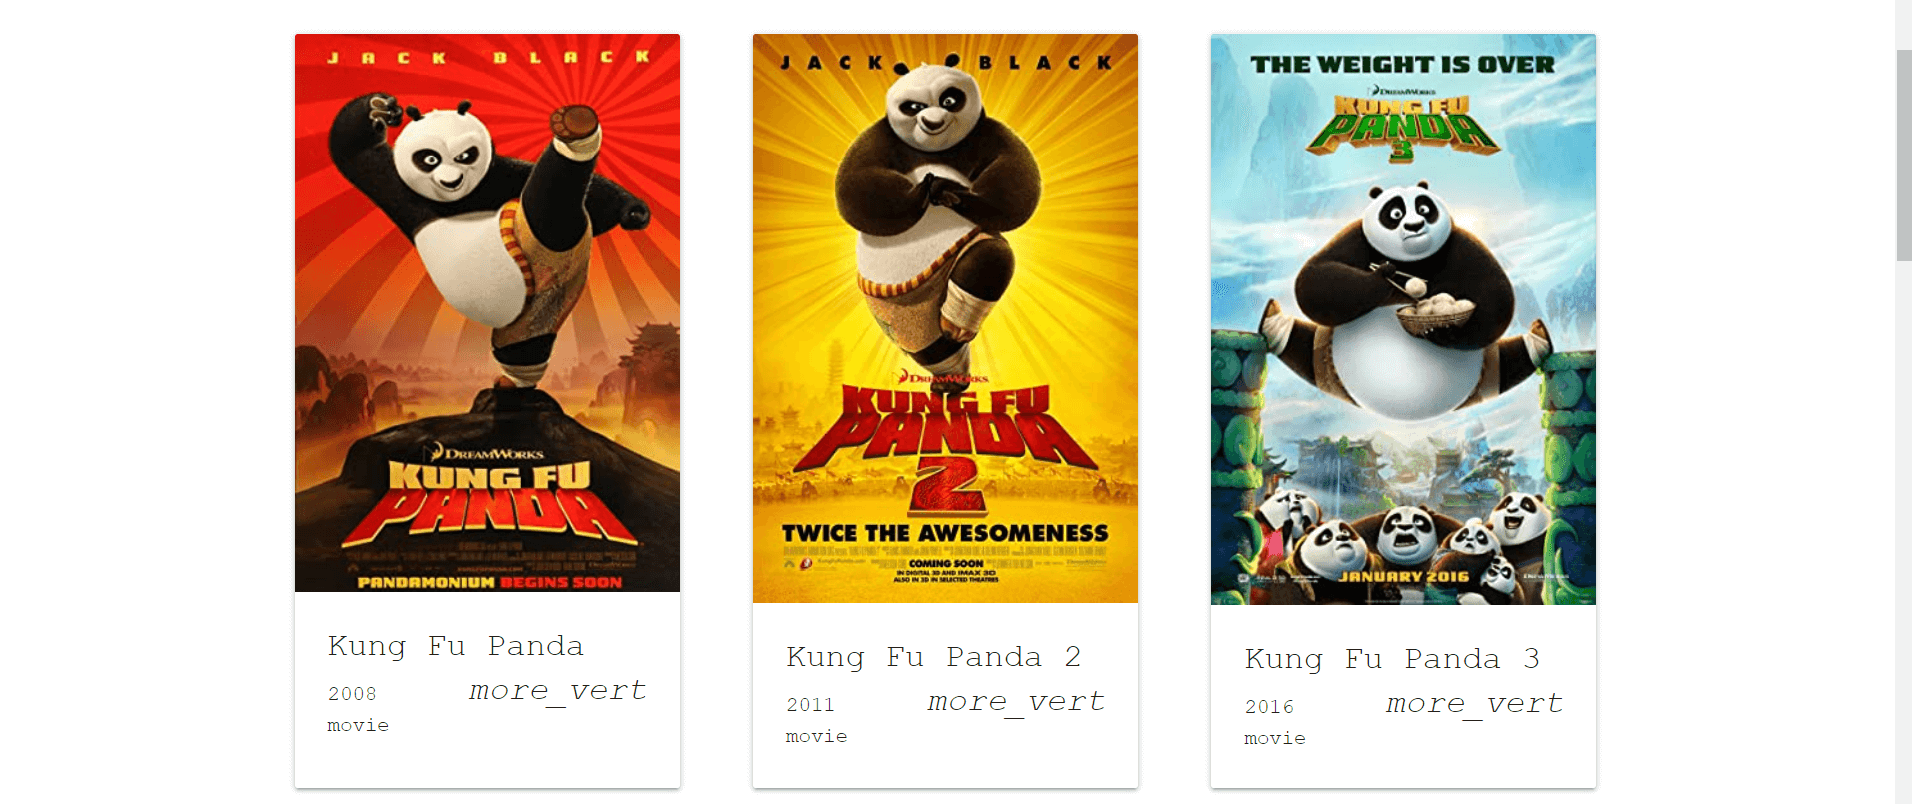 JACK BLACK
DREAMWORKS
KUNG FU
PANDA
PANDAMONIUM BEGINS SOON
Kung Fu Panda
2008
more_vert
movie
JACK BLACK
DREAMWORKS
KUNG FU
PANDA
2
TWICE THE AWESOMENESS
COMING SOON
IN DIGITAL 3D AND IMAX 3D
ALSO IN 3D IN SELECTED THEATRES
Kung Fu Panda 2
2011
more_vert
movie
THE WEIGHT IS OVER
DREAMWORKS
KUNG FU
PANDA
3
JANUARY 2016
Kung Fu Panda 3
2016
more_vert
movie